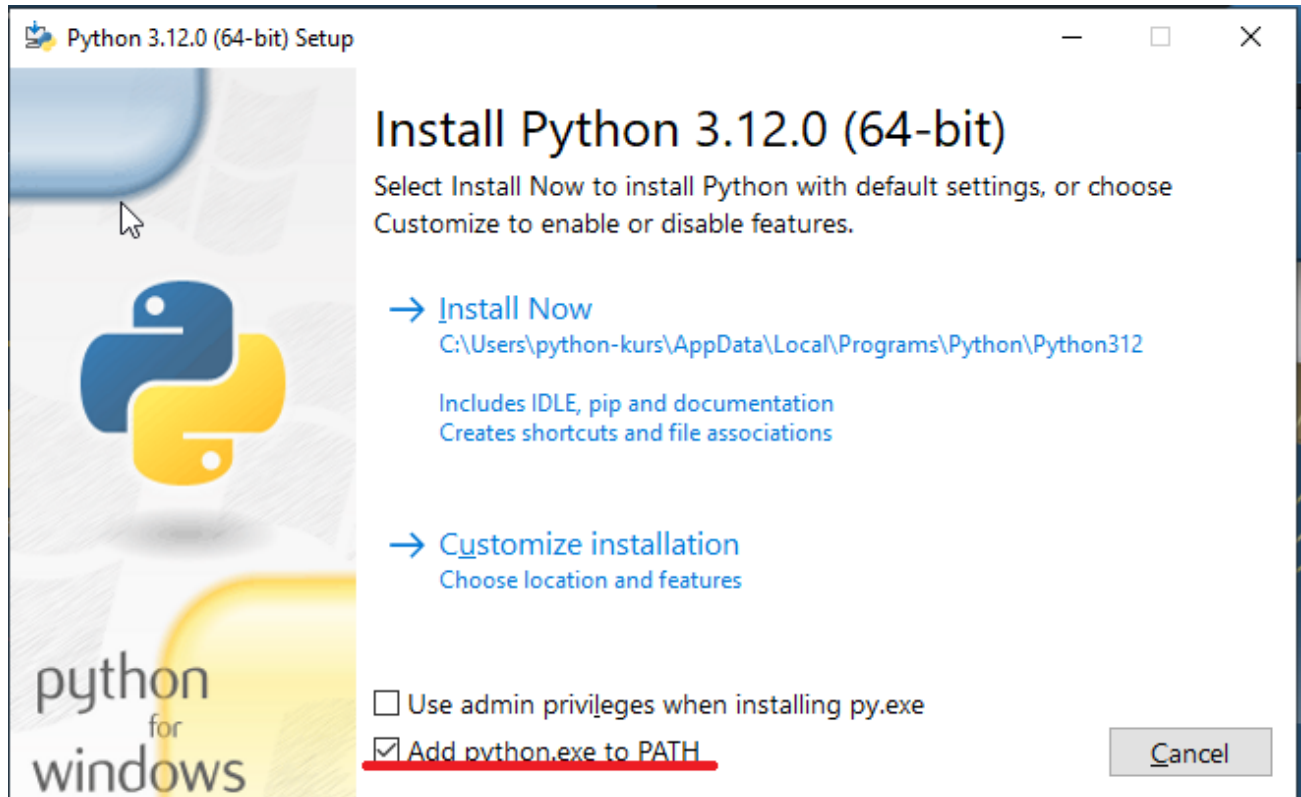 Python 3.12.0 (64-bit) Setup
Install Python 3.12.0 (64-bit)
Select Install Now to install Python with default settings, or choose
Customize to enable or disable features.
Install Now
C:\Users\python-kurs\AppData\Local\Programs\Python\Python312
Includes IDLE, pip and documentation
Creates shortcuts and file associations
Customize installation
Choose location and features
python
for
windows
Use admin privileges when installing py.exe
Add python.exe to PATH
Cancel